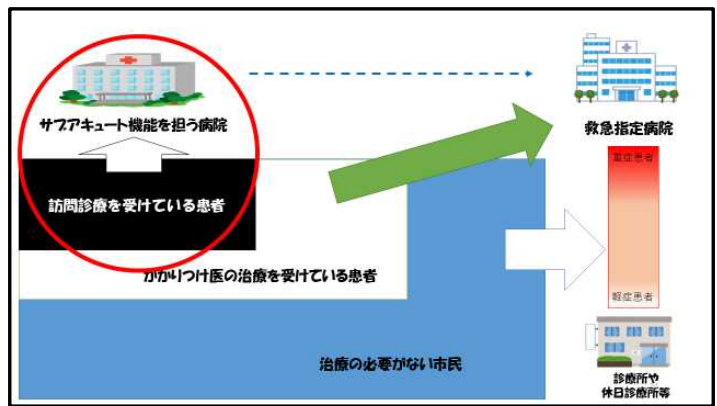 サブアキュート機能を担う病院
救急指定病院
重症患者
訪問診療を受けている患者
かかりつけ医の治療を受けている患者
軽症患者
治療の必要がない市民
診療所や
休日診療所等